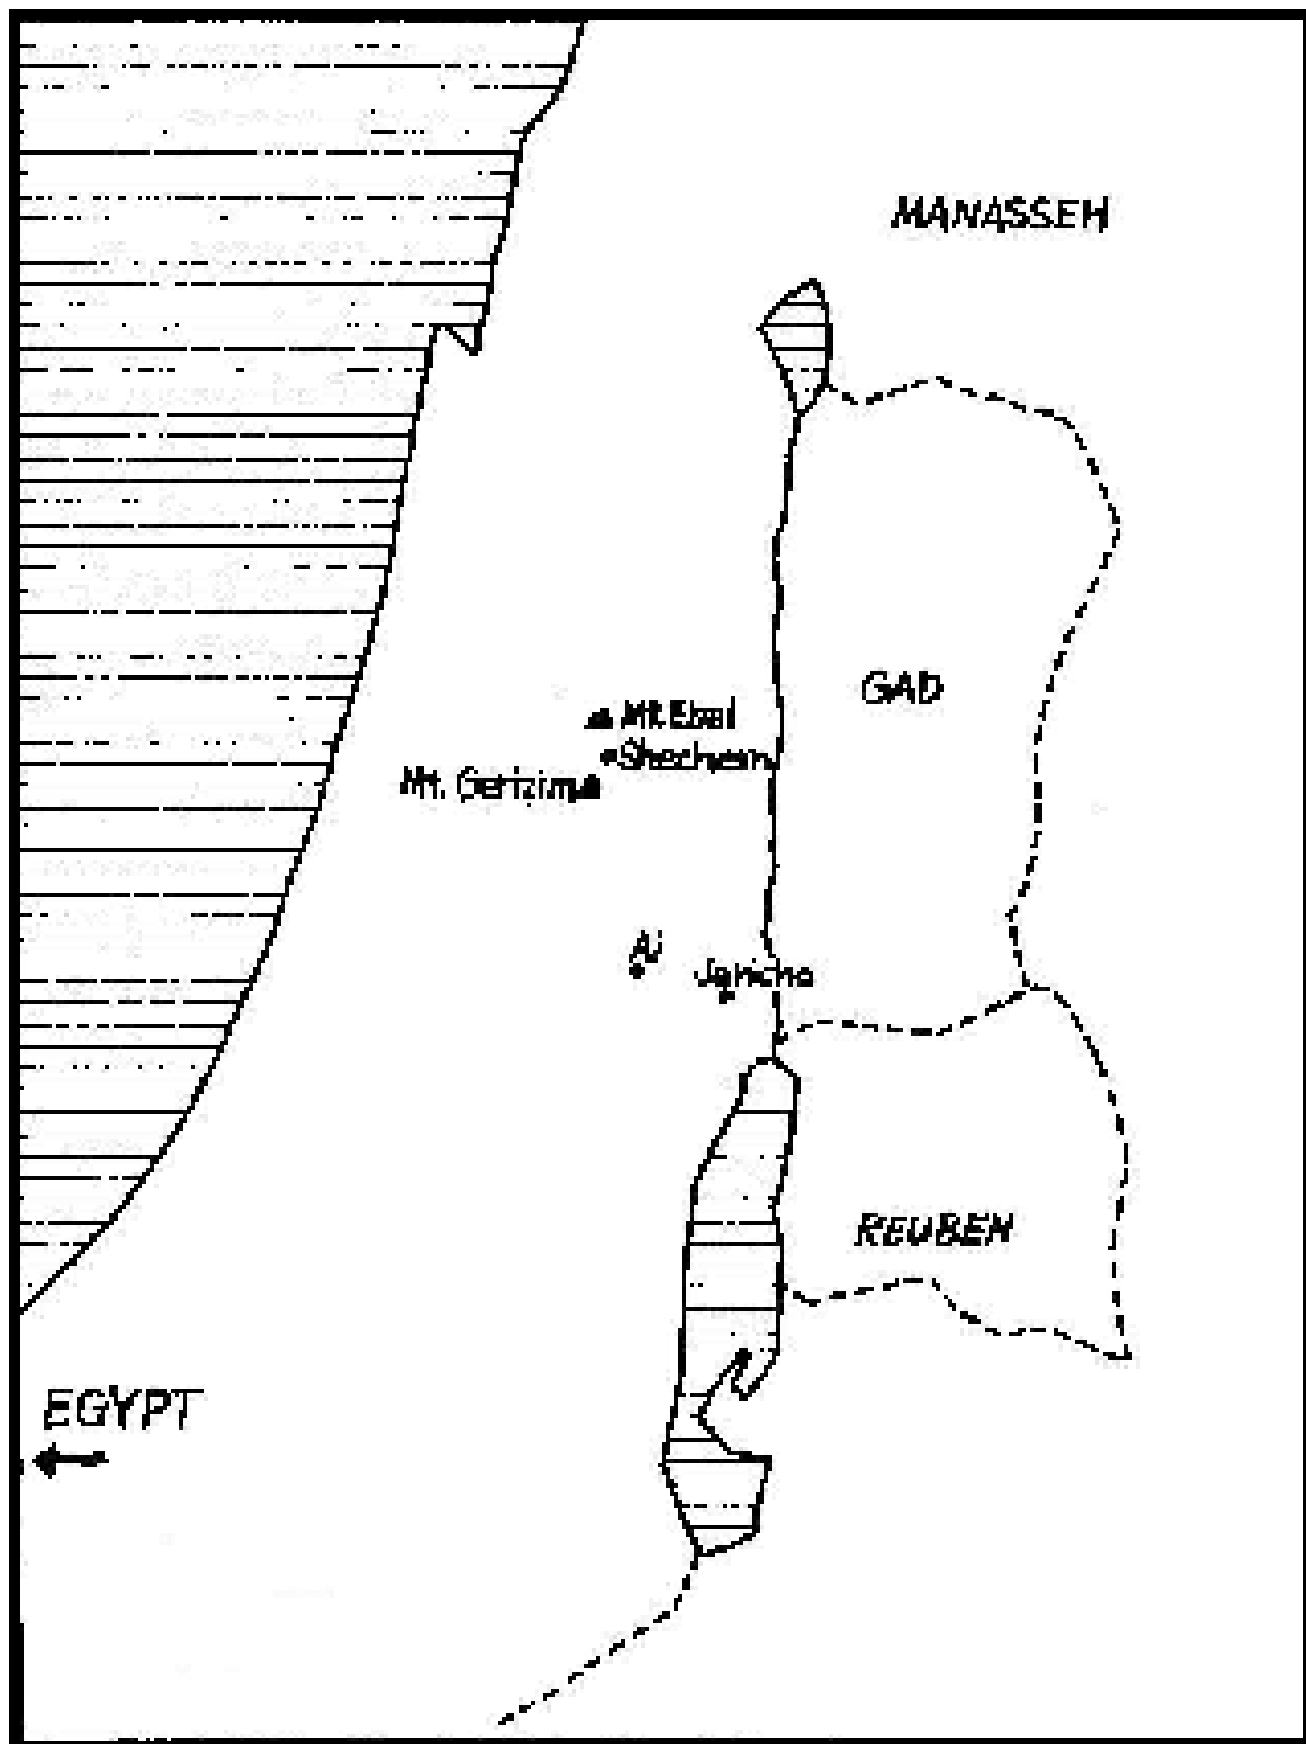 MANASSEH
GAD
Mt. Ebal
Shechem
Mt. Gerizim
Ai
Jericho
REUBEN
EGYPT